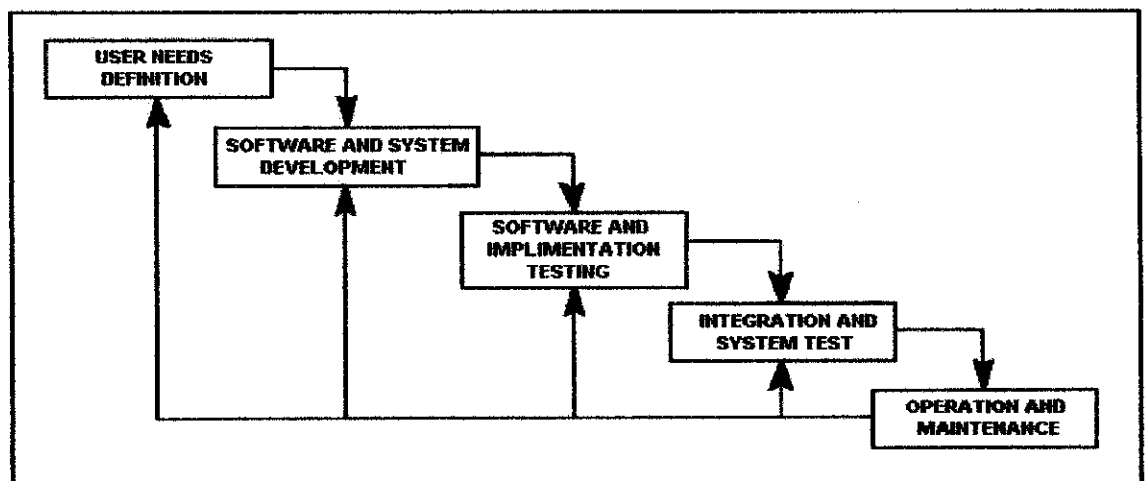 USER NEEDS
DEFINITION
SOFTWARE AND SYSTEM
DEVELOPMENT
SOFTWARE AND
IMPLIMENTATION
TESTING
INTEGRATION AND
SYSTEM TEST
OPERATION AND
MAINTENANCE